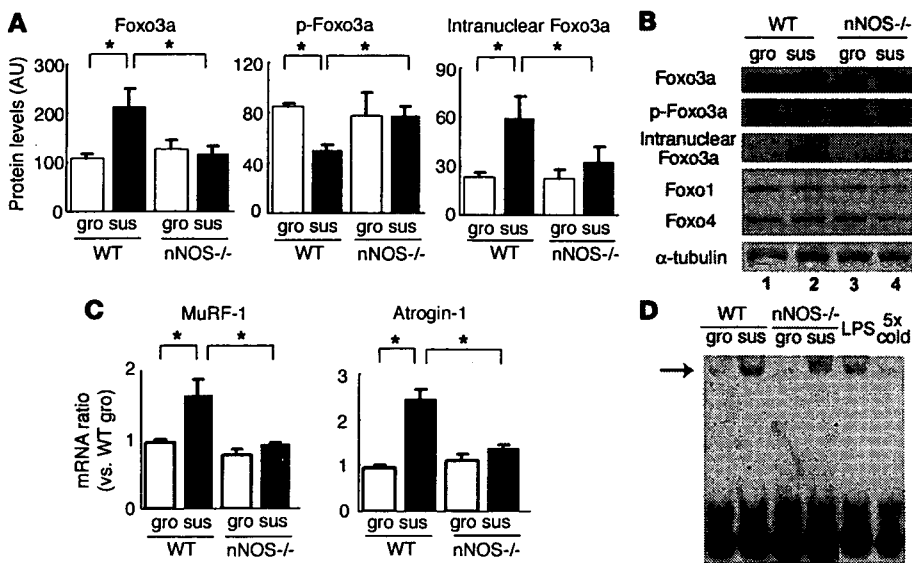 A
Foxo3a
p-Foxo3a
Intranuclear Foxo3a
* *
* *
* *
Protein levels (AU)
300
200
100
0
120
80
40
0
90
60
30
0
gro sus gro sus
WT nNOS-/-
gro sus gro sus
WT nNOS-/-
gro sus gro sus
WT nNOS-/-
B
WT nNOS-/-
gro sus gro sus
Foxo3a
p-Foxo3a
Intranuclear
Foxo3a
Foxo1
Foxo4
α-tubulin
1 2 3 4
C
MuRF-1
Atrogin-1
* *
* *
mRNA ratio
(vs. WT gro)
2
1
0
3
2
1
0
gro sus gro sus
WT nNOS-/-
gro sus gro sus
WT nNOS-/-
D
WT nNOS-/- LPS 5x
gro sus gro sus cold